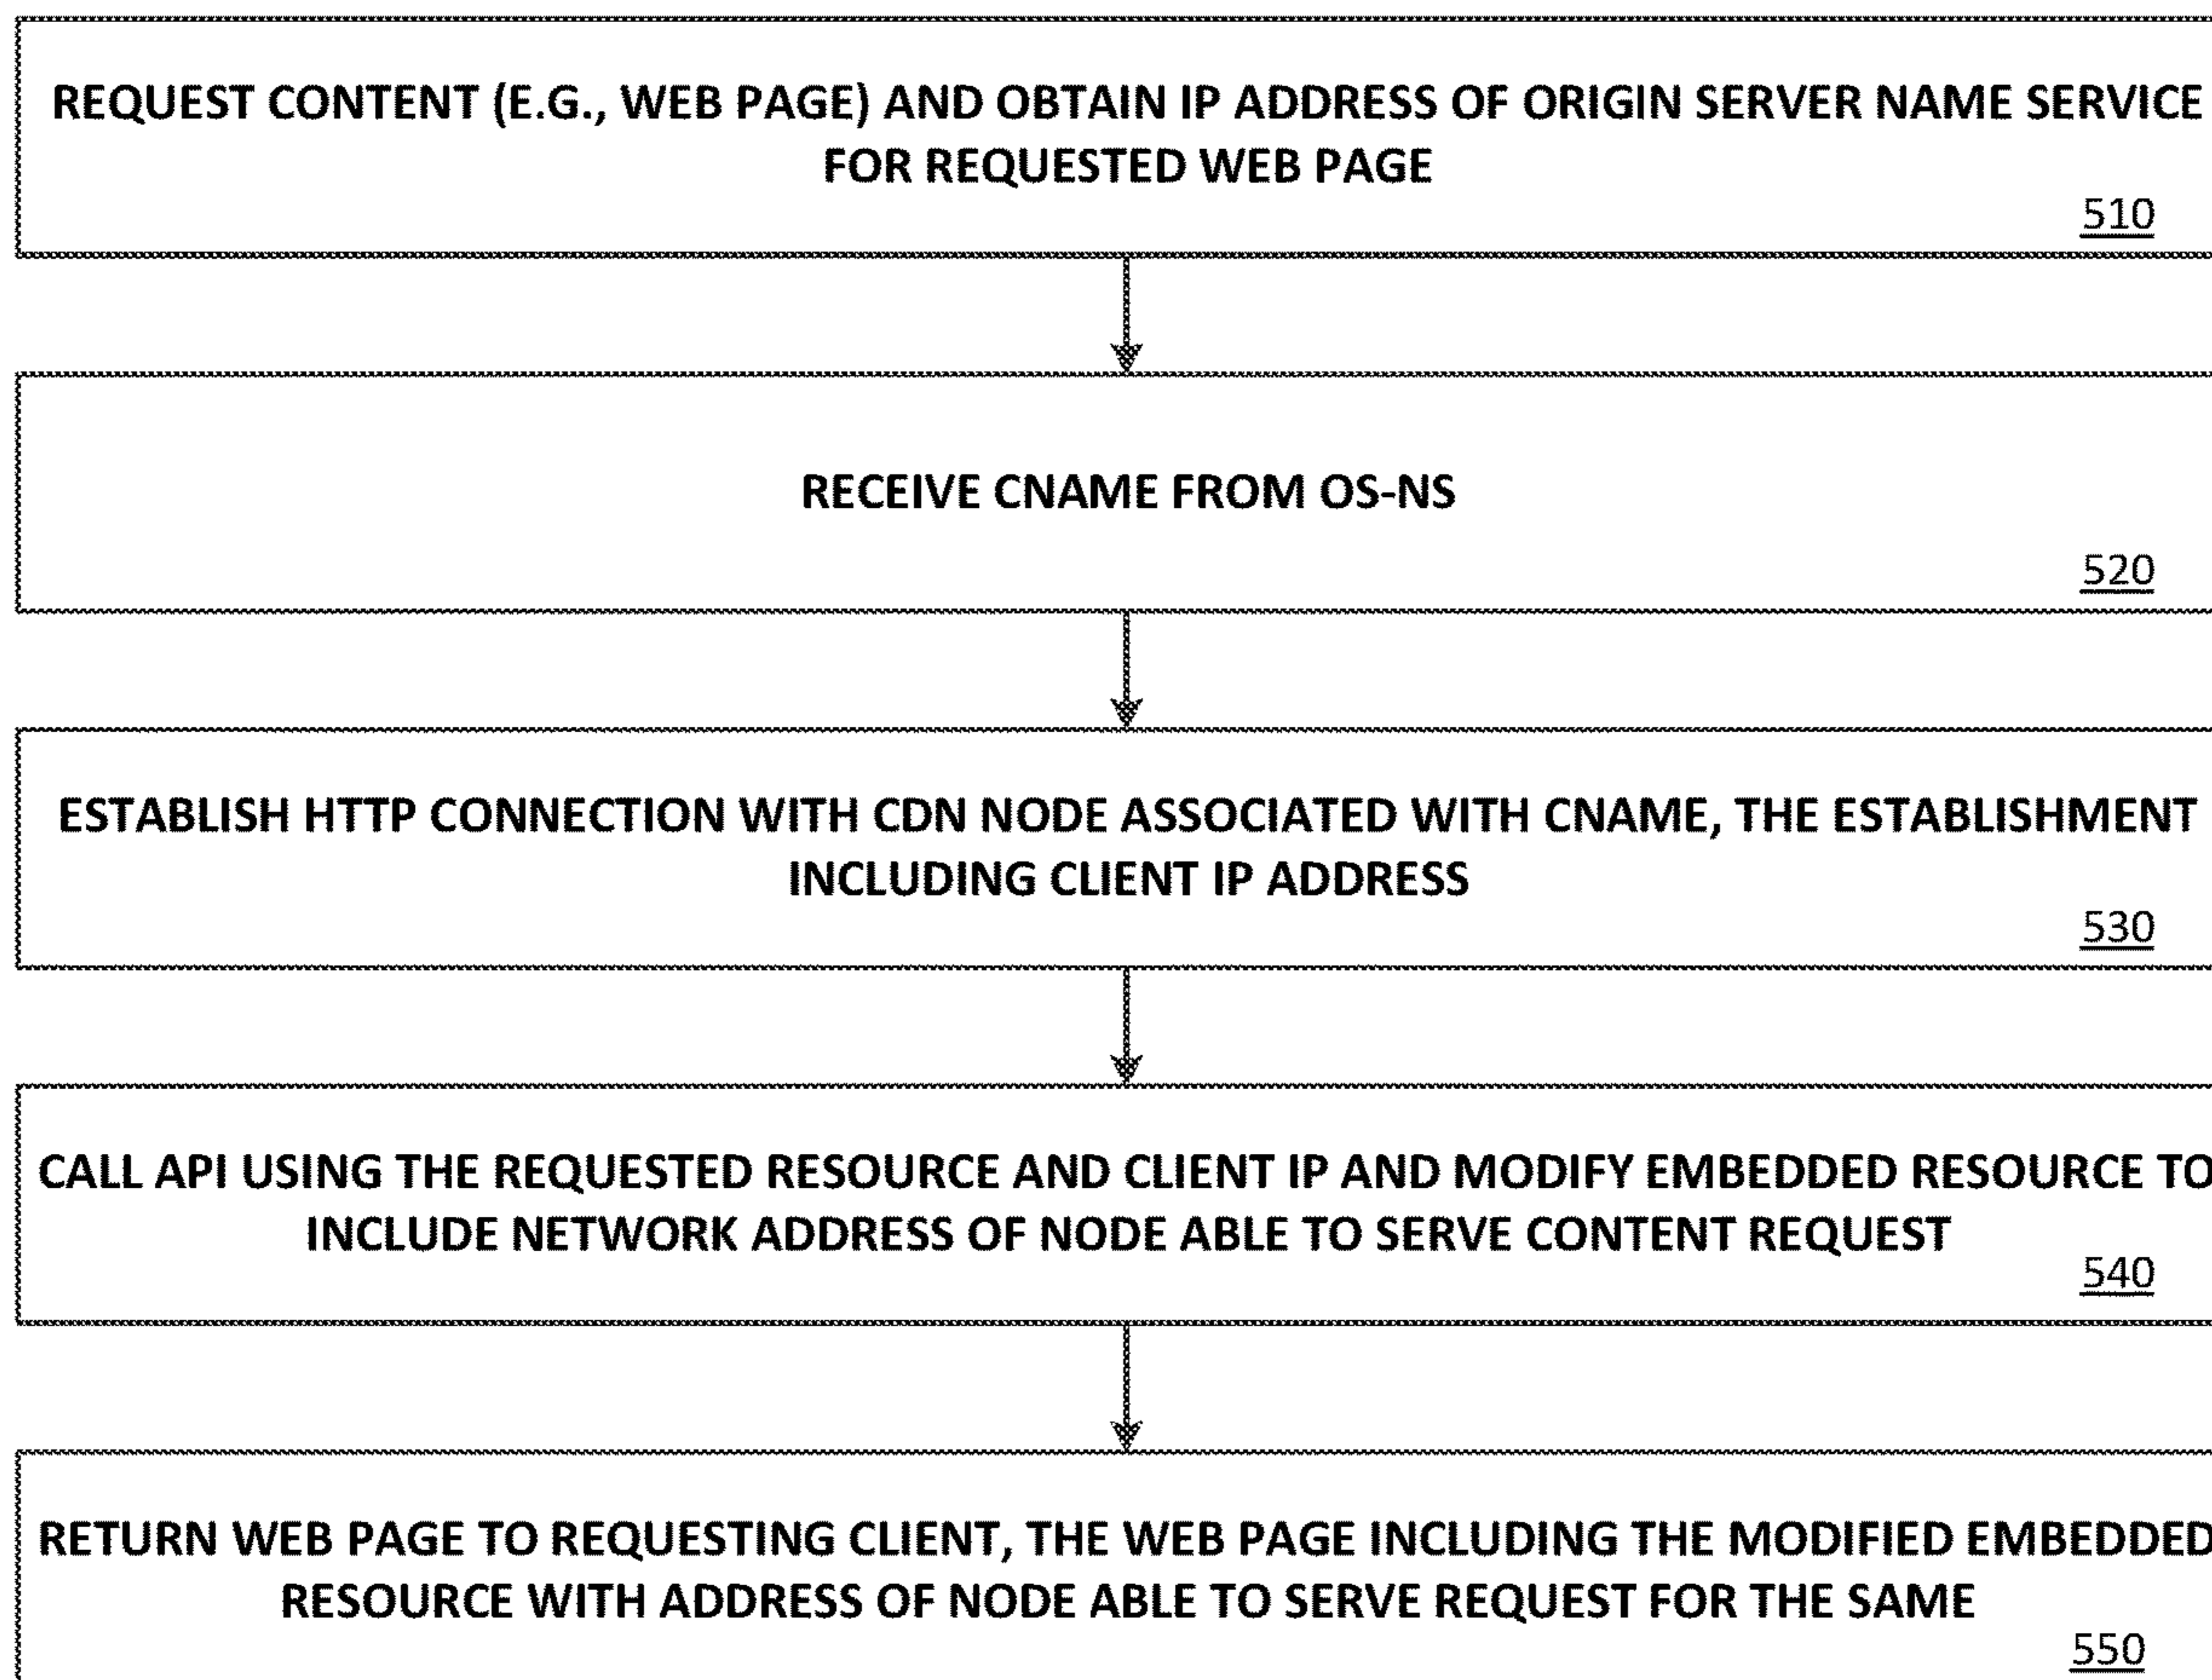 REQUEST CONTENT (E.G., WEB PAGE) AND OBTAIN IP ADDRESS OF ORIGIN SERVER NAME SERVICE
FOR REQUESTED WEB PAGE
510
RECEIVE CNAME FROM OS-NS
520
ESTABLISH HTTP CONNECTION WITH CDN NODE ASSOCIATED WITH CNAME, THE ESTABLISHMENT
INCLUDING CLIENT IP ADDRESS
530
CALL API USING THE REQUESTED RESOURCE AND CLIENT IP AND MODIFY EMBEDDED RESOURCE TO
INCLUDE NETWORK ADDRESS OF NODE ABLE TO SERVE CONTENT REQUEST
540
RETURN WEB PAGE TO REQUESTING CLIENT, THE WEB PAGE INCLUDING THE MODIFIED EMBEDDED
RESOURCE WITH ADDRESS OF NODE ABLE TO SERVE REQUEST FOR THE SAME
550